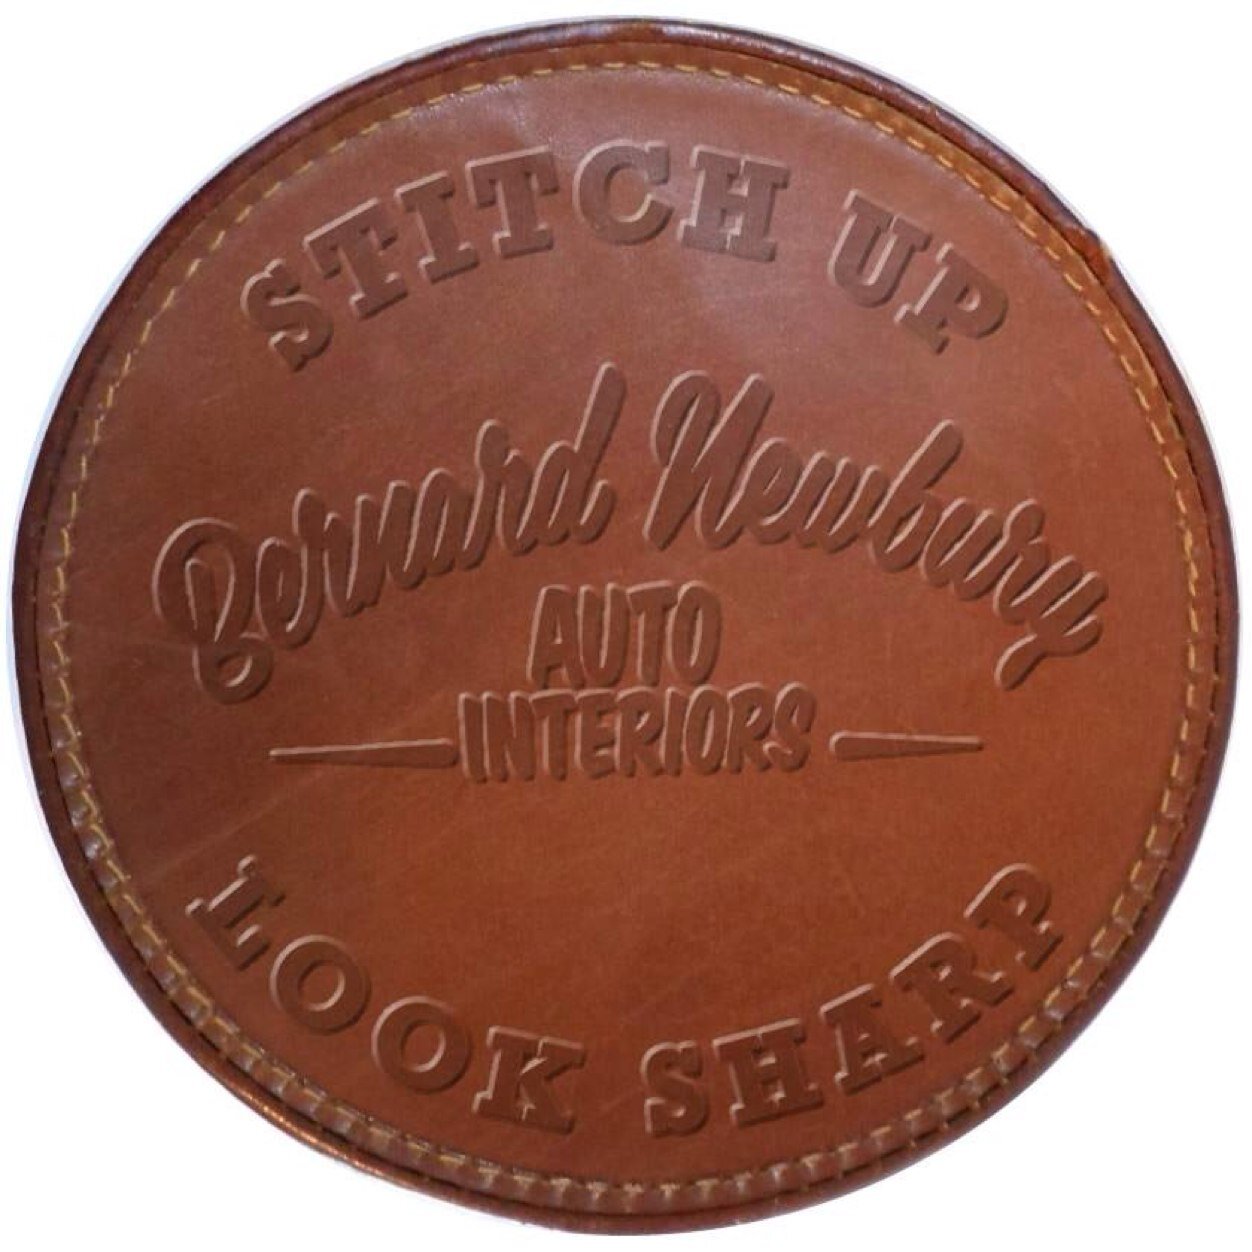 STITCH UP
Bernard Newbury
AUTO
INTERIORS
LOOK SHARP